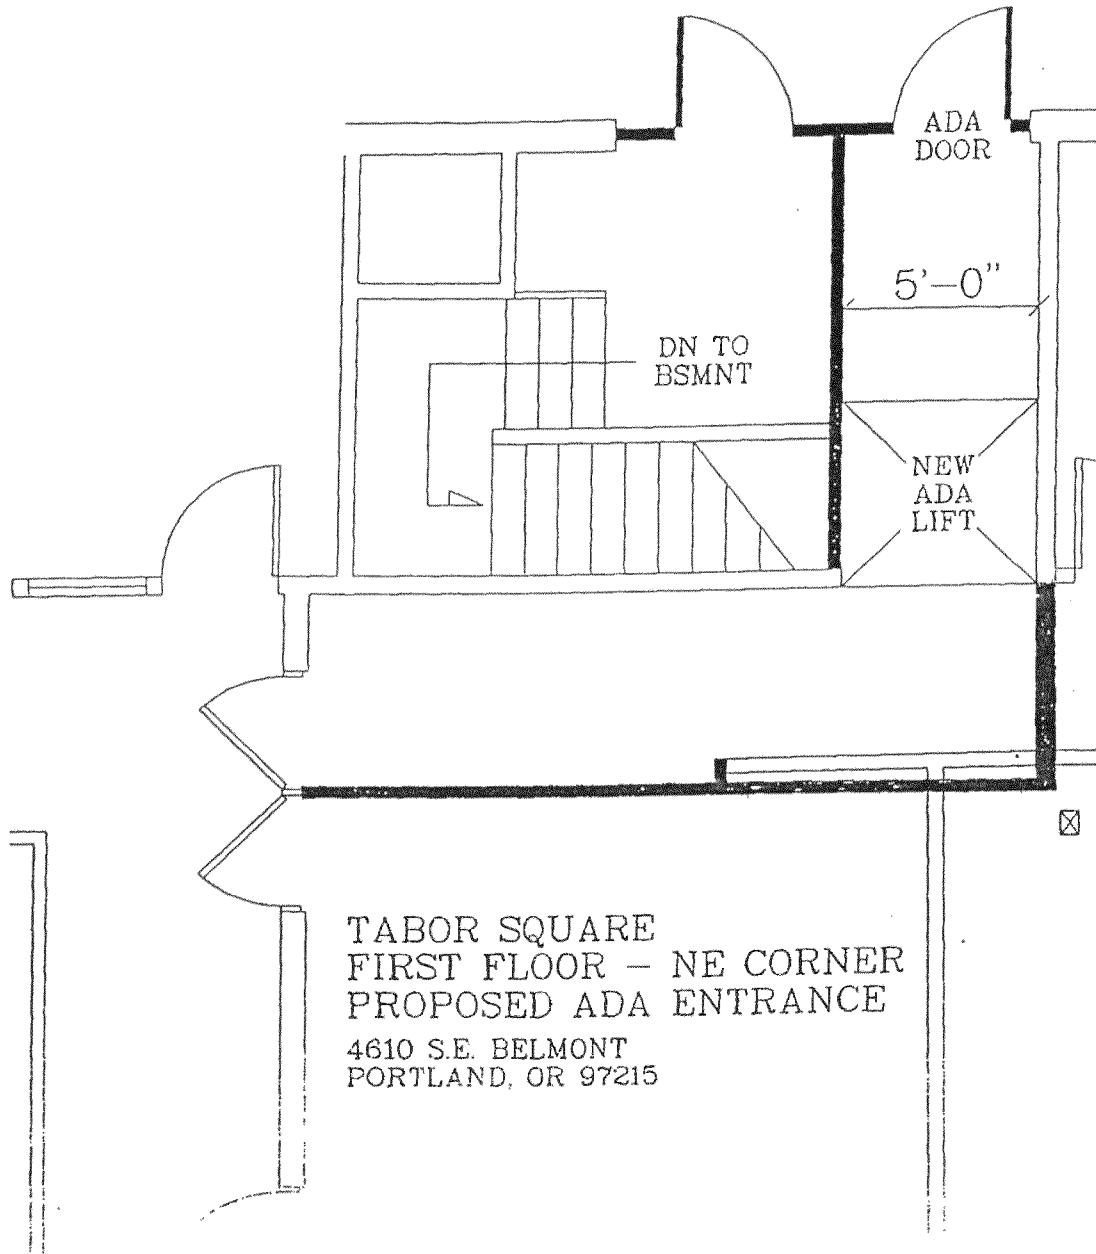 ADA
DOOR
5'-0"
DN TO
BSMNT
NEW
ADA
LIFT
TABOR SQUARE
FIRST FLOOR - NE CORNER
PROPOSED ADA ENTRANCE
4610 S.E. BELMONT
PORTLAND, OR 97215